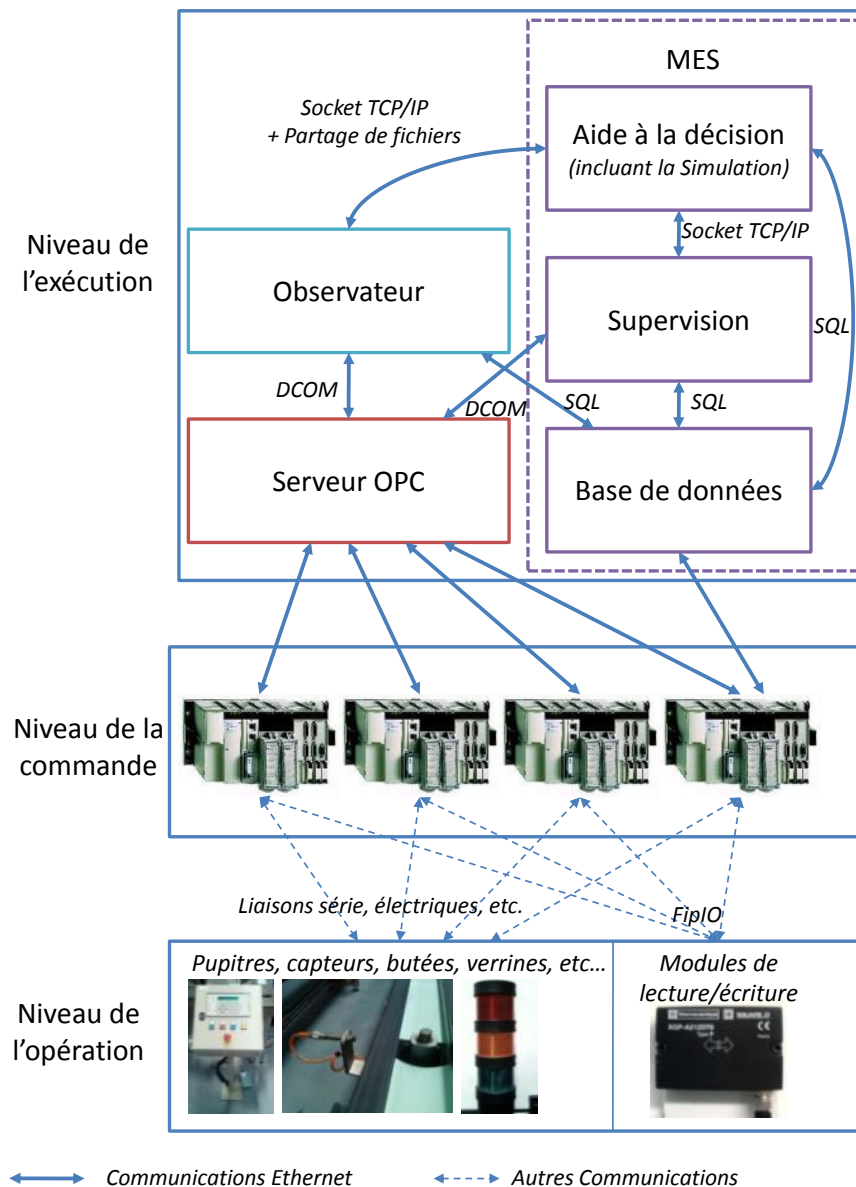 MES
Socket TCP/IP
+ Partage de fichiers
Aide à la décision
(incluant la Simulation)
Socket TCP/IP
Niveau de
l'exécution
Observateur
Supervision
SQL
DCOM
DCOM
SQL
SQL
Serveur OPC
Base de données
Niveau de la
commande
Liaisons série, électriques, etc.
FipIO
Pupitres, capteurs, butées, verrines, etc…
Modules de
lecture/écriture
Niveau de
l'opération
Communications Ethernet
Autres Communications